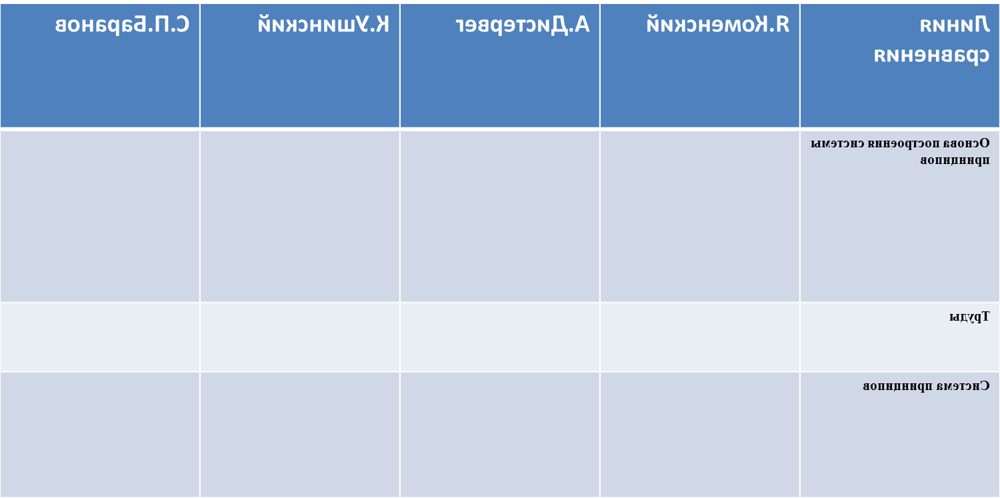 Линия
сравнения
Я.Коменский
А.Дистервег
К.Ушинский
С.П.Баранов
Основа построения системы
принципов
Труды
Система принципов